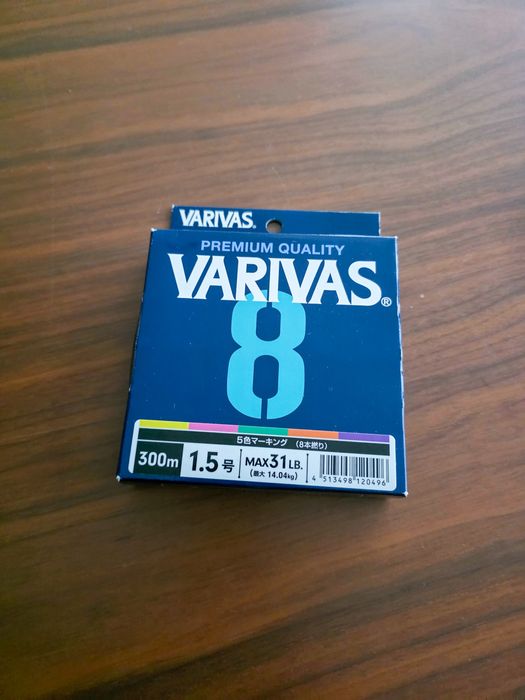 VARIVAS®
PREMIUM QUALITY
VARIVAS®
8
5色マーキング (8本撚り)
300m 1.5号 MAX31LB.
(最大 14.04kg)
4 513498 120496